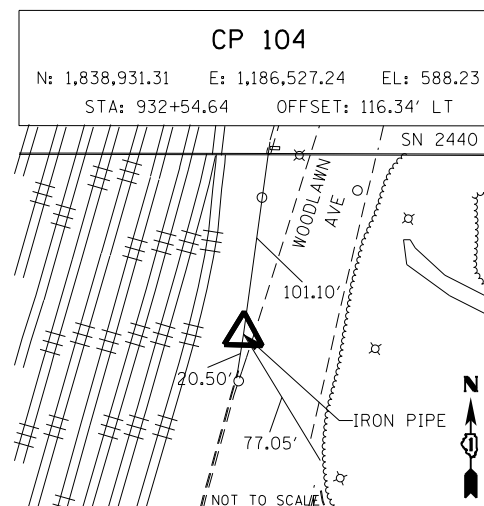 CP 104
N: 1,838,931.31 E: 1,186,527.24 EL: 588.23
STA: 932+54.64 OFFSET: 116.34' LT
SN 2440
WOODLAWN
AVE
101.10'
20.50'
IRON PIPE
77.05'
N
NOT TO SCALE